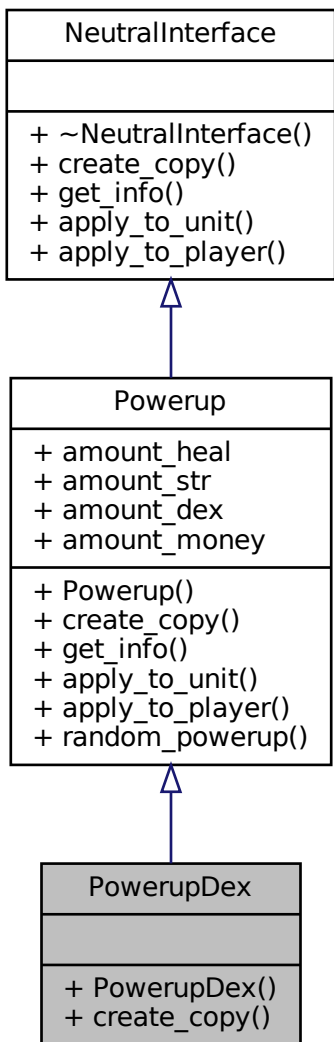 NeutralInterface
+ ~NeutralInterface()
+ create_copy()
+ get_info()
+ apply_to_unit()
+ apply_to_player()
Powerup
+ amount_heal
+ amount_str
+ amount_dex
+ amount_money
+ Powerup()
+ create_copy()
+ get_info()
+ apply_to_unit()
+ apply_to_player()
+ random_powerup()
PowerupDex
+ PowerupDex()
+ create_copy()